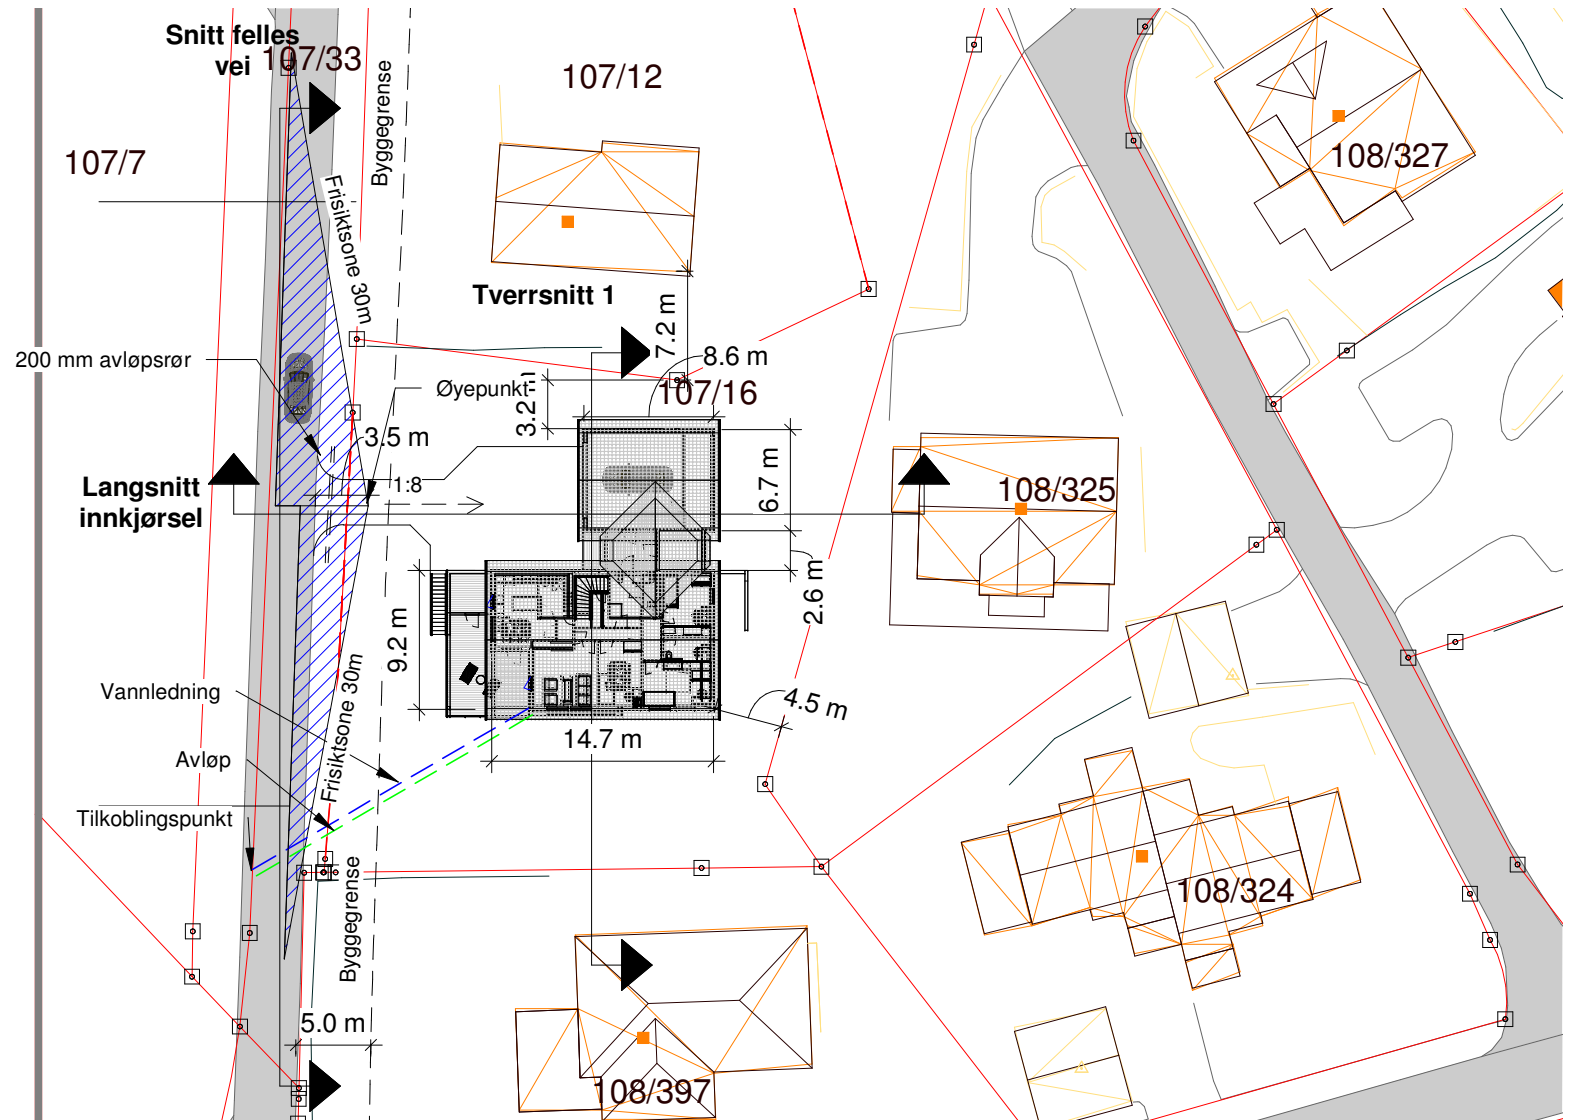 Snitt felles
vei
107/33
107/12
107/7
108/327
Byggegrense
Frisiktsone 30m
Tverrsnitt 1
7.2 m
8.6 m
200 mm avløpsrør
Øyepunkt
3.2 m
107/16
3.5 m
1:8
6.7 m
Langsnitt
innkjørsel
108/325
2.6 m
9.2 m
Vannledning
4.5 m
14.7 m
Avløp
Frisiktsone 30m
Tilkoblingspunkt
Byggegrense
108/324
5.0 m
108/397